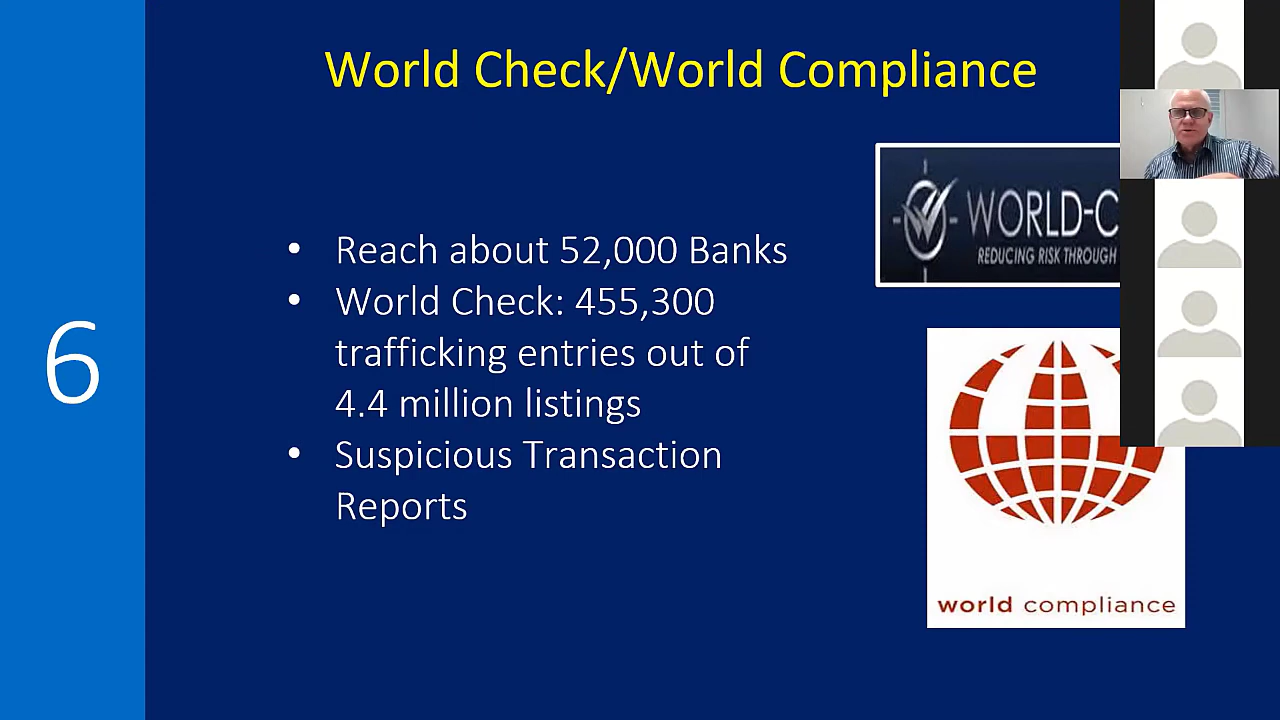 World Check/World Compliance
WORLD-C
REDUCING RISK THROUGH
• Reach about 52,000 Banks
• World Check: 455,300
trafficking entries out of
4.4 million listings
• Suspicious Transaction
Reports
6
world compliance